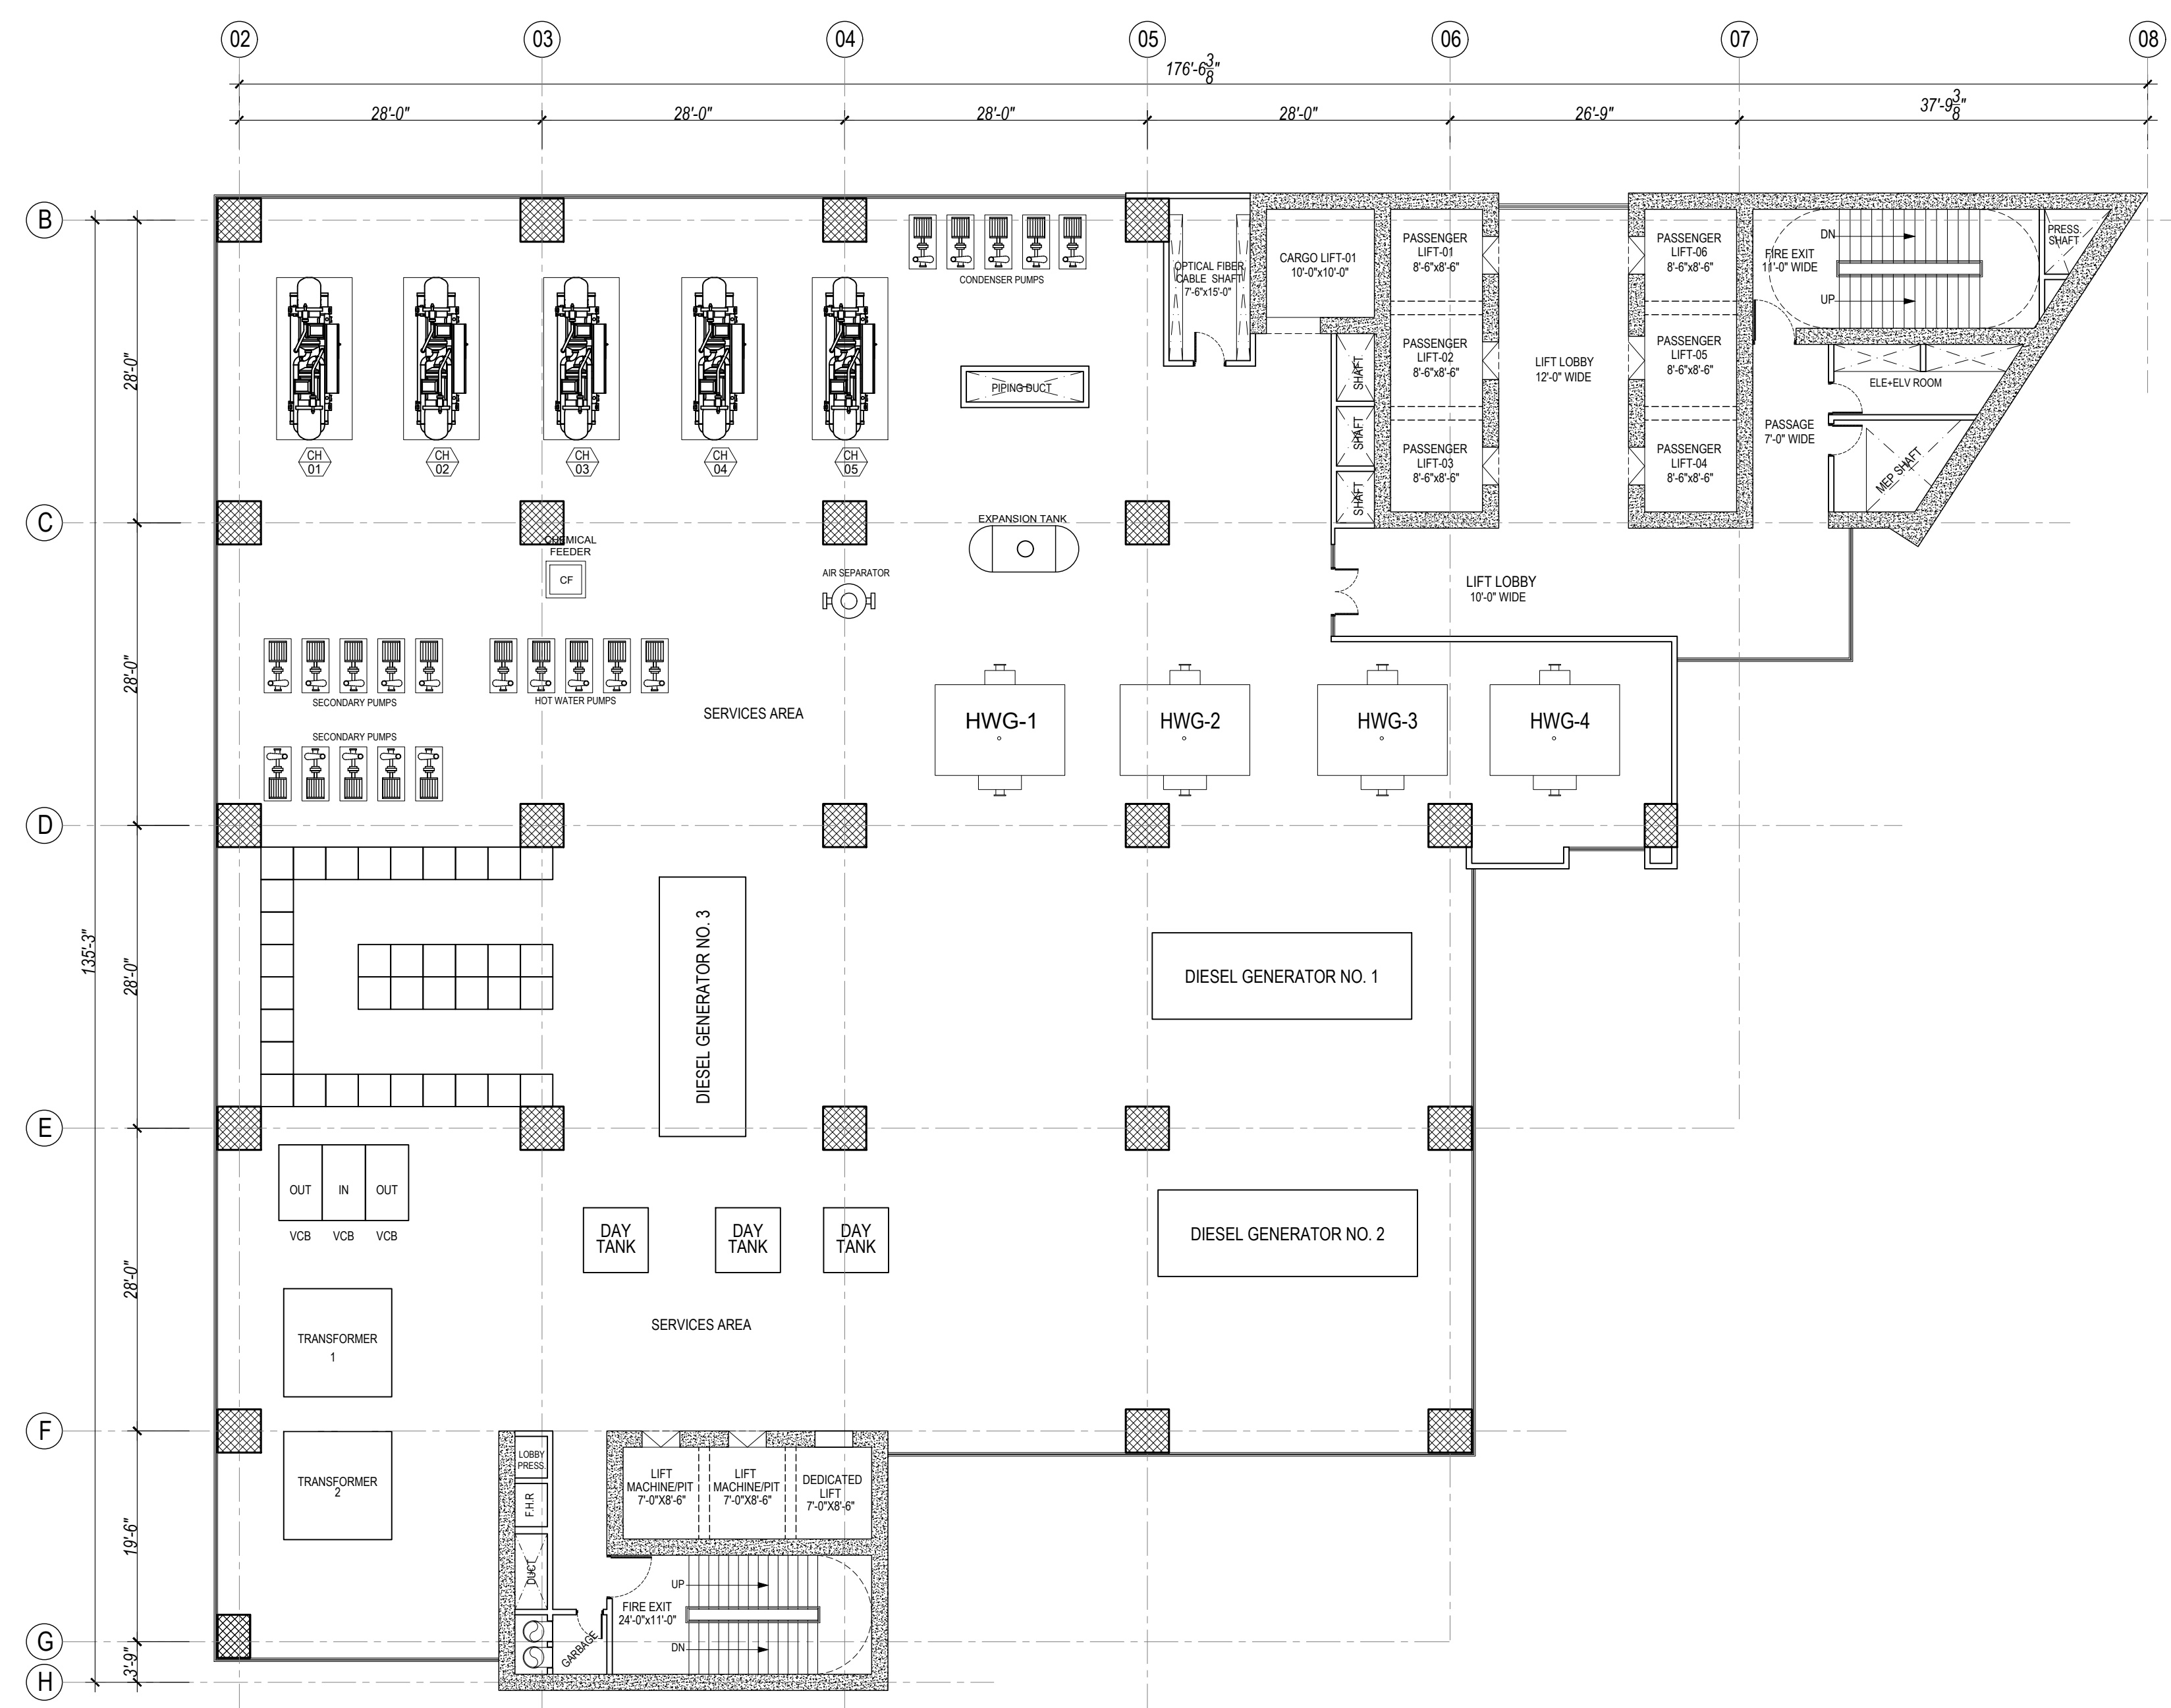 02
03
04
05
06
07
08
176'-6 3/8"
28'-0"
28'-0"
28'-0"
28'-0"
26'-9"
37'-9 3/8"
B
C
D
E
F
G
H
135'-3"
28'-0"
28'-0"
28'-0"
28'-0"
19'-6"
3'-9"
CH
01
CH
02
CH
03
CH
04
CH
05
CONDENSER PUMPS
PIPING DUCT
OPTICAL FIBER
CABLE SHAFT
7'-6"x15'-0"
CARGO LIFT-01
10'-0"x10'-0"
SHAFT
SHAFT
SHAFT
PASSENGER
LIFT-01
8'-6"x8'-6"
PASSENGER
LIFT-02
8'-6"x8'-6"
PASSENGER
LIFT-03
8'-6"x8'-6"
LIFT LOBBY
12'-0" WIDE
PASSENGER
LIFT-06
8'-6"x8'-6"
PASSENGER
LIFT-05
8'-6"x8'-6"
PASSENGER
LIFT-04
8'-6"x8'-6"
FIRE EXIT
11'-0" WIDE
DN
UP
PRESS.
SHAFT
ELE+ELV ROOM
PASSAGE
7'-0" WIDE
MEP SHAFT
LIFT LOBBY
10'-0" WIDE
CHEMICAL
FEEDER
CF
AIR SEPARATOR
EXPANSION TANK
SECONDARY PUMPS
HOT WATER PUMPS
SECONDARY PUMPS
SERVICES AREA
HWG-1
HWG-2
HWG-3
HWG-4
DIESEL GENERATOR NO. 3
DIESEL GENERATOR NO. 1
DIESEL GENERATOR NO. 2
OUT
IN
OUT
VCB
VCB
VCB
DAY
TANK
DAY
TANK
DAY
TANK
TRANSFORMER
1
SERVICES AREA
TRANSFORMER
2
LOBBY
PRESS.
F.H.R
DUCT
LIFT
MACHINE/PIT
7'-0"X8'-6"
LIFT
MACHINE/PIT
7'-0"X8'-6"
DEDICATED
LIFT
7'-0"X8'-6"
UP
FIRE EXIT
24'-0"x11'-0"
DN
GARBAGE